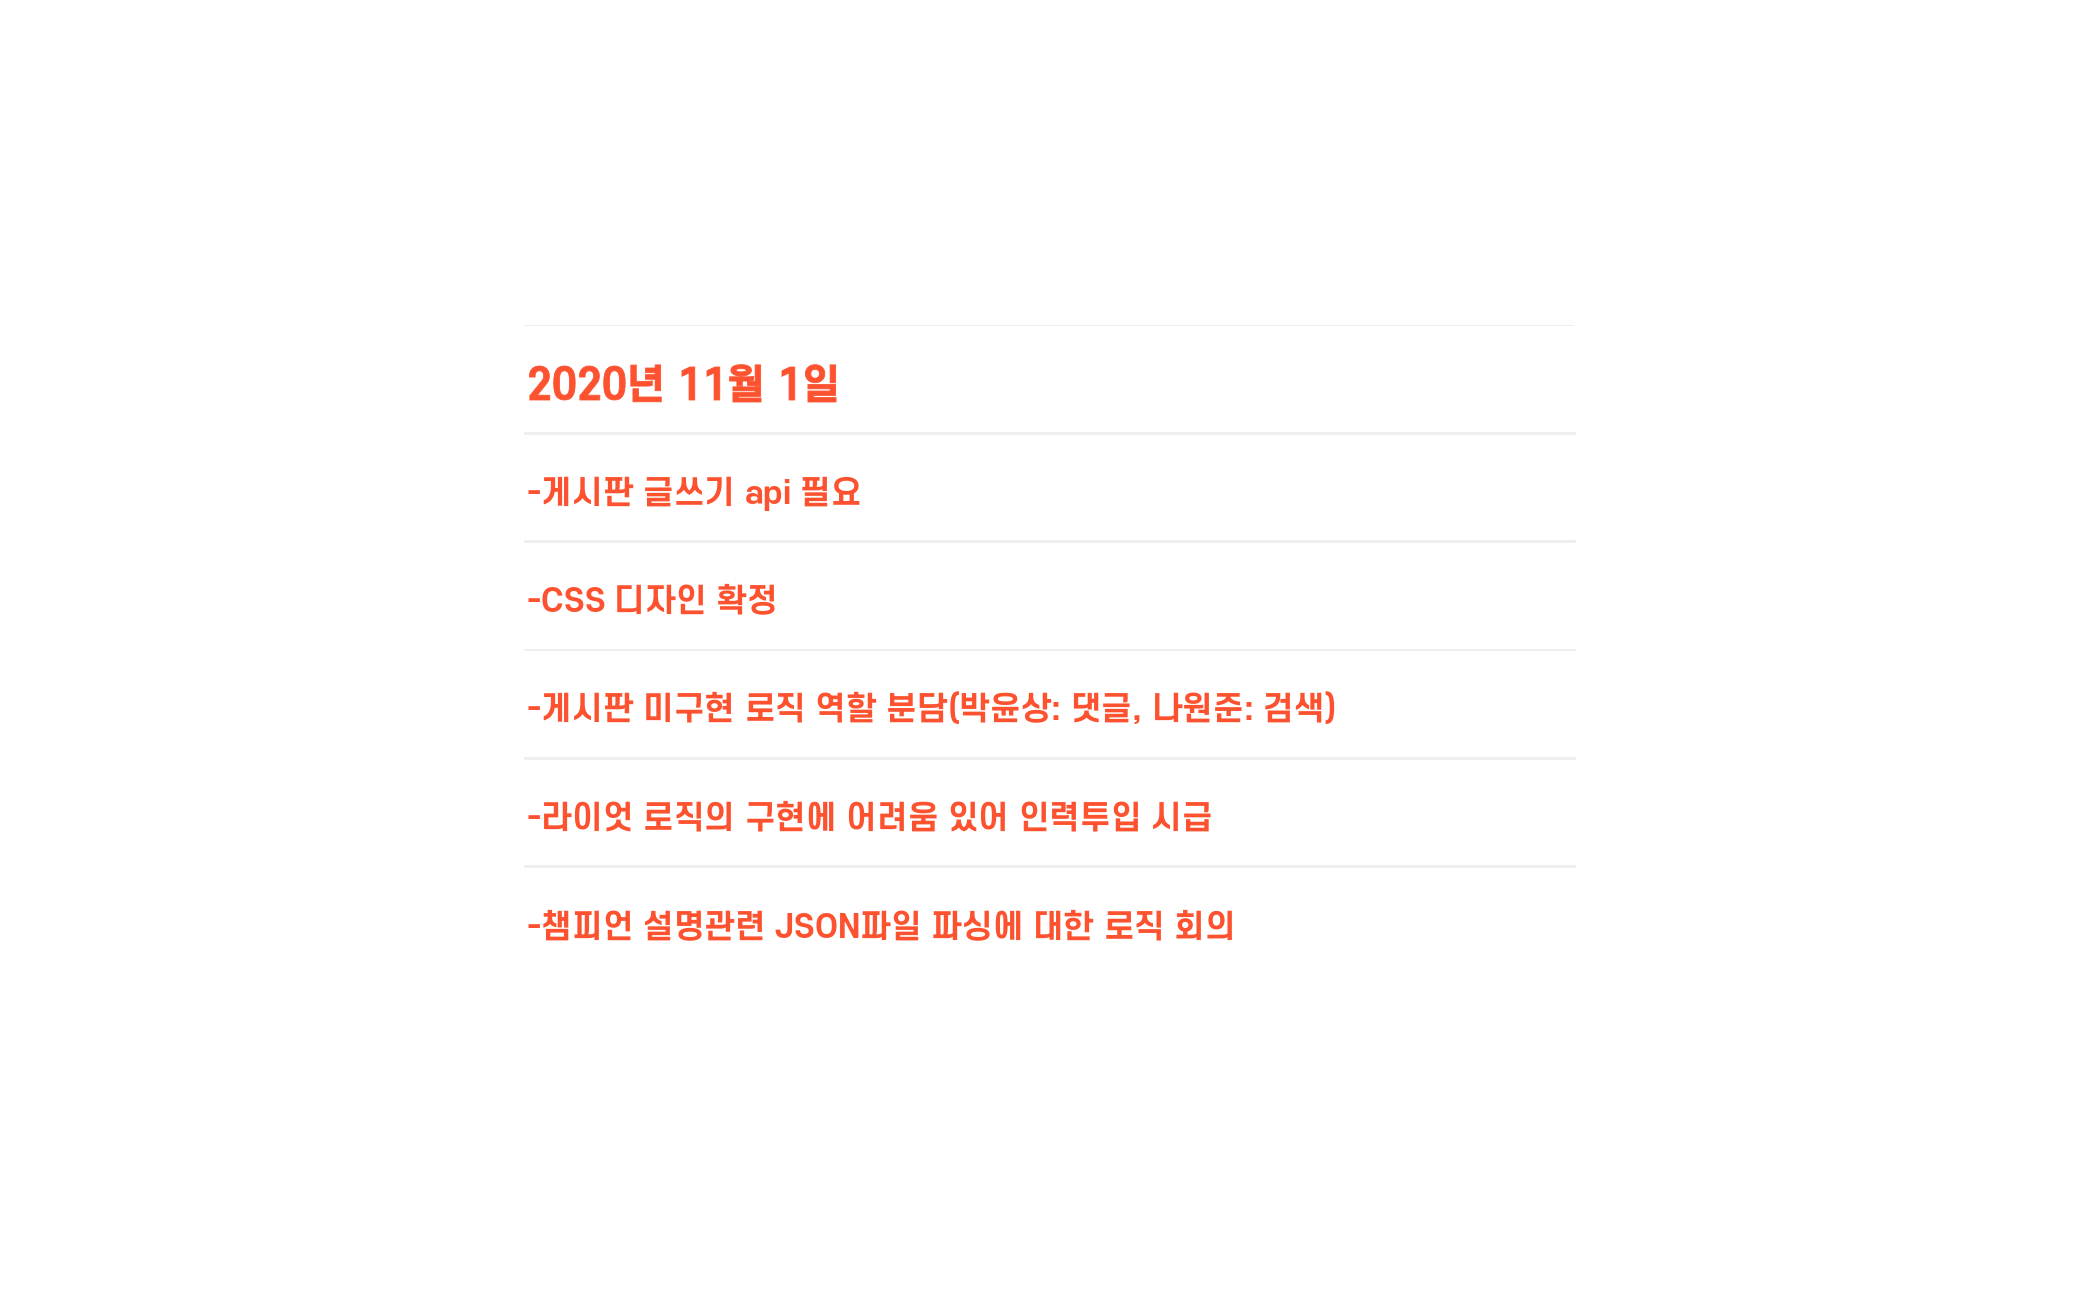 2020년 11월 1일
-게시판 글쓰기 api 필요
-CSS 디자인 확정
-게시판 미구현 로직 역할 분담(박윤상: 댓글, 나원준: 검색)
-라이엇 로직의 구현에 어려움 있어 인력투입 시급
-챔피언 설명관련 JSON파일 파싱에 대한 로직 회의